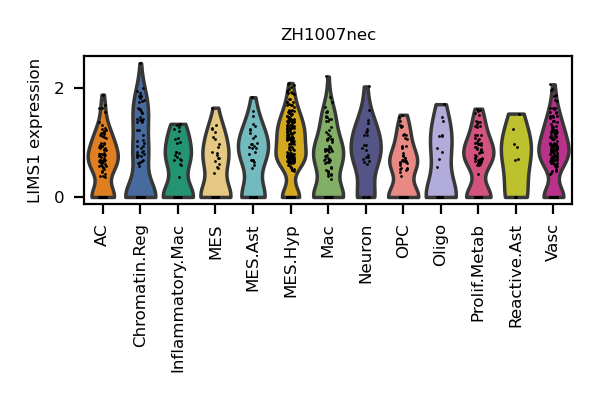 ZH1007nec
LIMS1 expression
2
0
AC
Chromatin.Reg
Inflammatory.Mac
MES
MES.Ast
MES.Hyp
Mac
Neuron
OPC
Oligo
Prolif.Metab
Reactive.Ast
Vasc